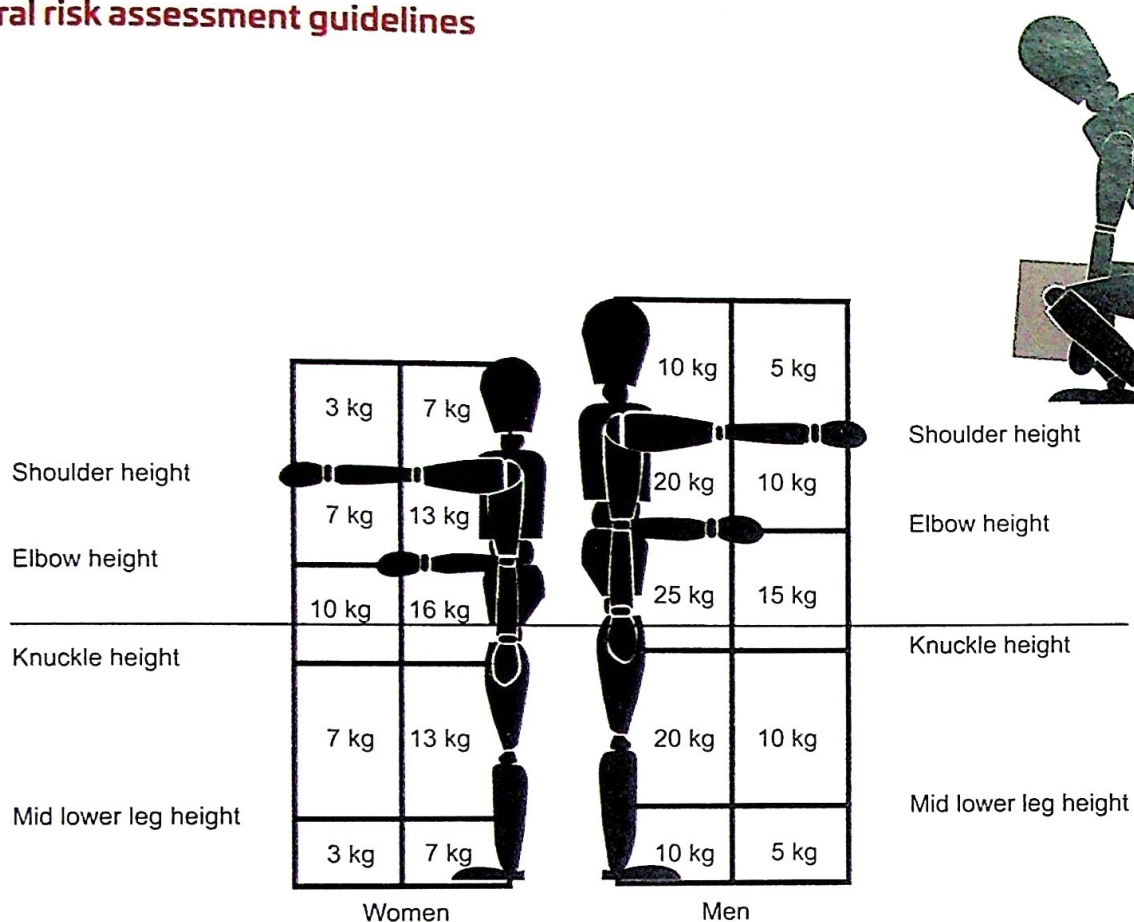 ral risk assessment guidelines
10 kg 5 kg
3 kg 7 kg
Shoulder height
Shoulder height
20 kg 10 kg
7 kg 13 kg
Elbow height
Elbow height
25 kg 15 kg
10 kg 16 kg
Knuckle height
Knuckle height
7 kg 13 kg
20 kg 10 kg
Mid lower leg height
Mid lower leg height
3 kg 7 kg
10 kg 5 kg
Women
Men